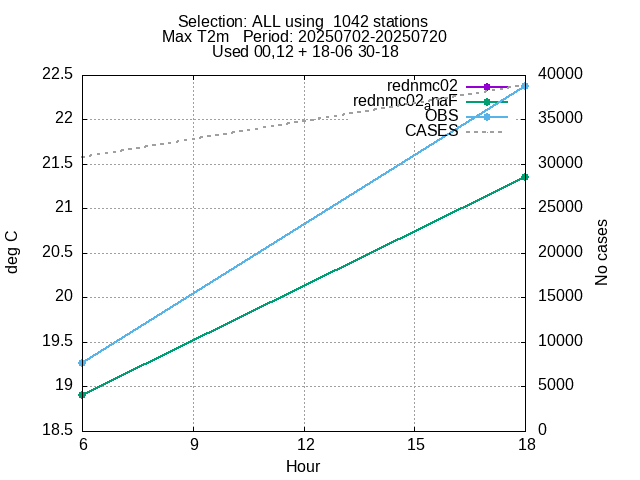 Selection: ALL using  1042 stations
Max T2m   Period: 20250702-20250720
Used 00,12 + 18-06 30-18
22.5
22
21.5
21
20.5
20
19.5
19
18.5
40000
35000
30000
25000
20000
15000
10000
5000
0
6
9
12
15
18
deg C
No cases
Hour
rednmc02
rednmc02anaF
OBS
CASES